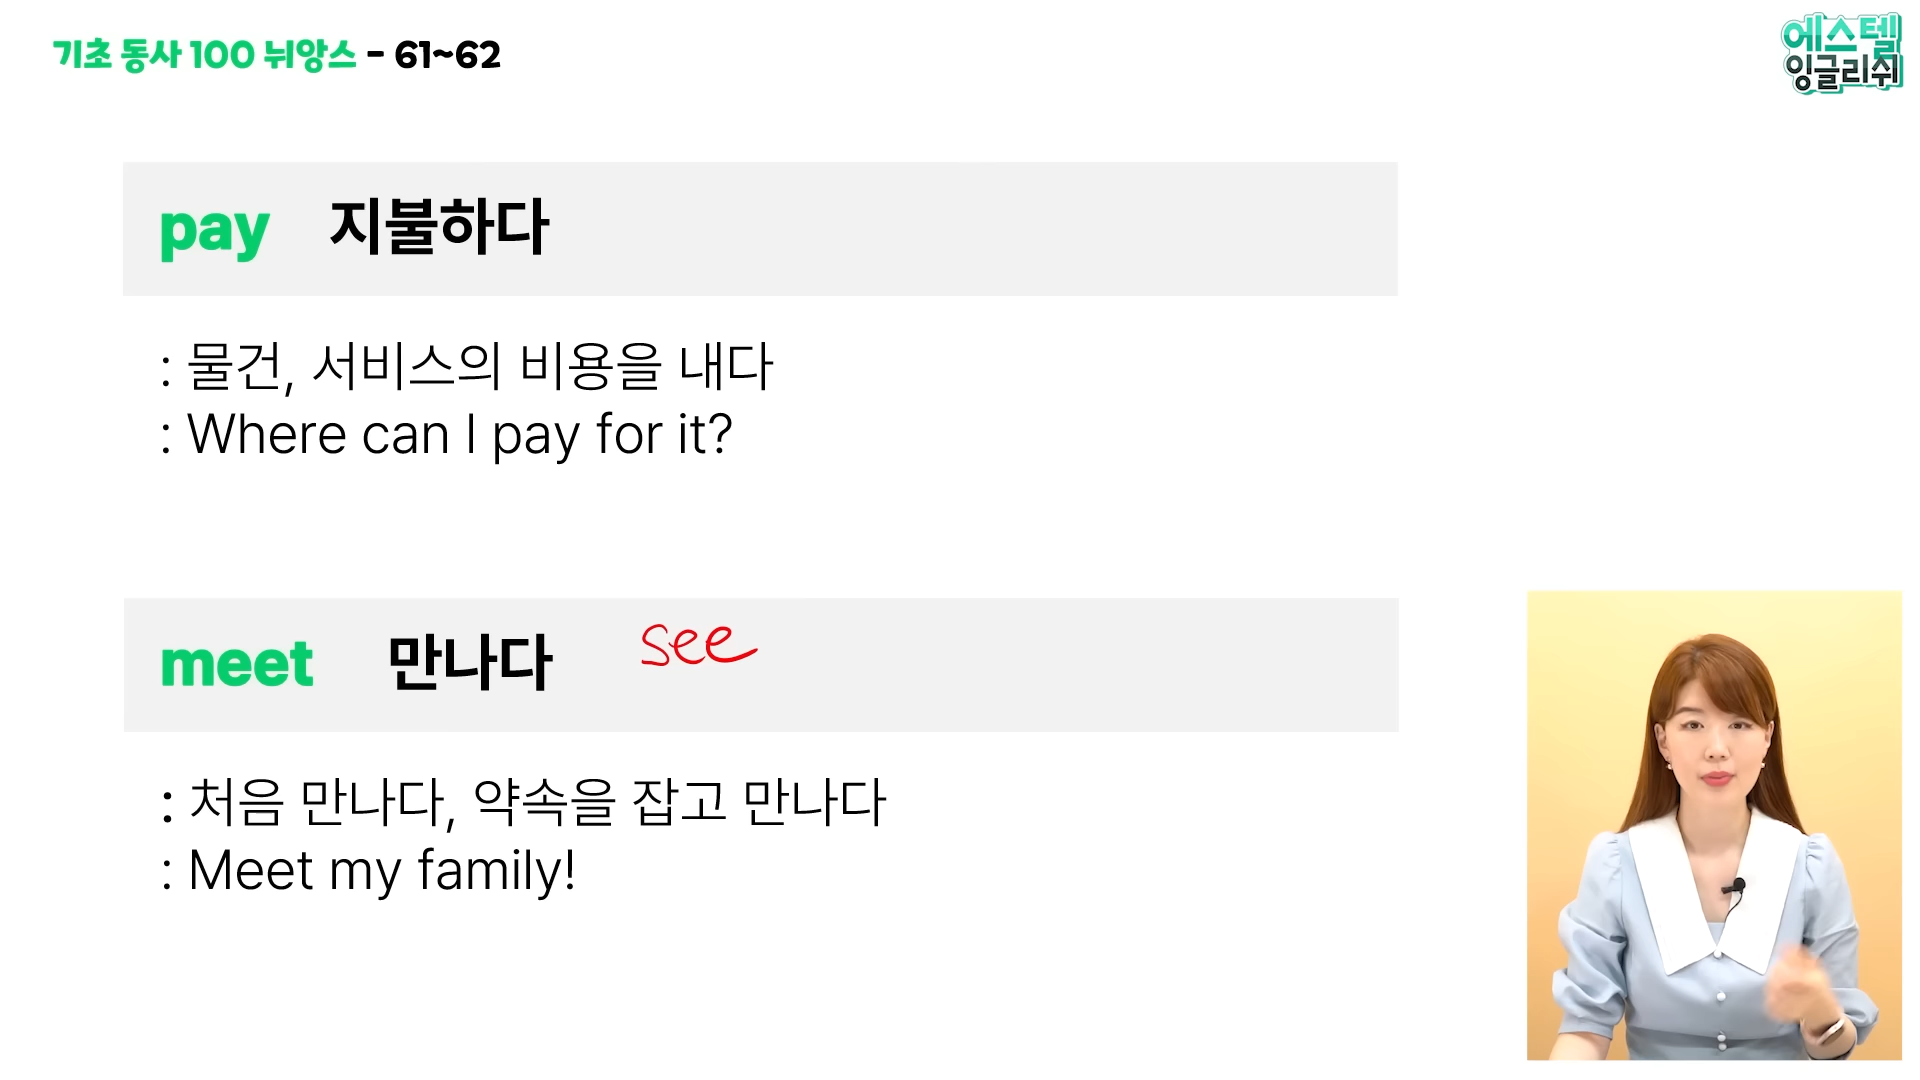 기초 동사 100 뉘앙스 - 61~62
에스텔
잉글리쉬
pay 지불하다
: 물건, 서비스의 비용을 내다
: Where can I pay for it?
meet 만나다 see
: 처음 만나다, 약속을 잡고 만나다
: Meet my family!